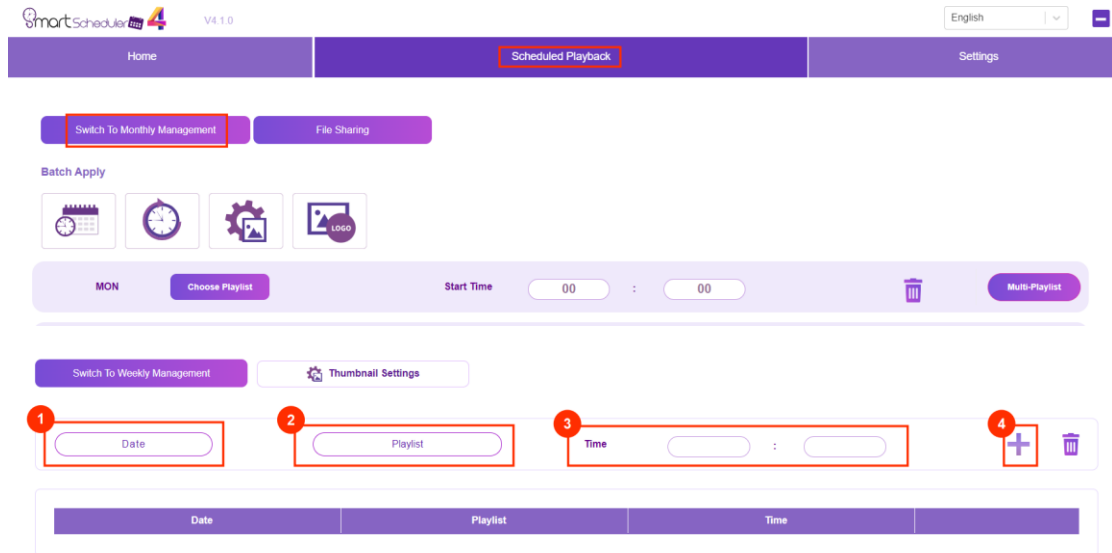 Smart Scheduler 4 V4.1.0 English
Home Scheduled Playback Settings
Switch To Monthly Management File Sharing
Batch Apply
LOGO
MON Choose Playlist Start Time 00 : 00 Multi-Playlist
Switch To Weekly Management Thumbnail Settings
1 2 3 4
Date Playlist Time :
Date Playlist Time